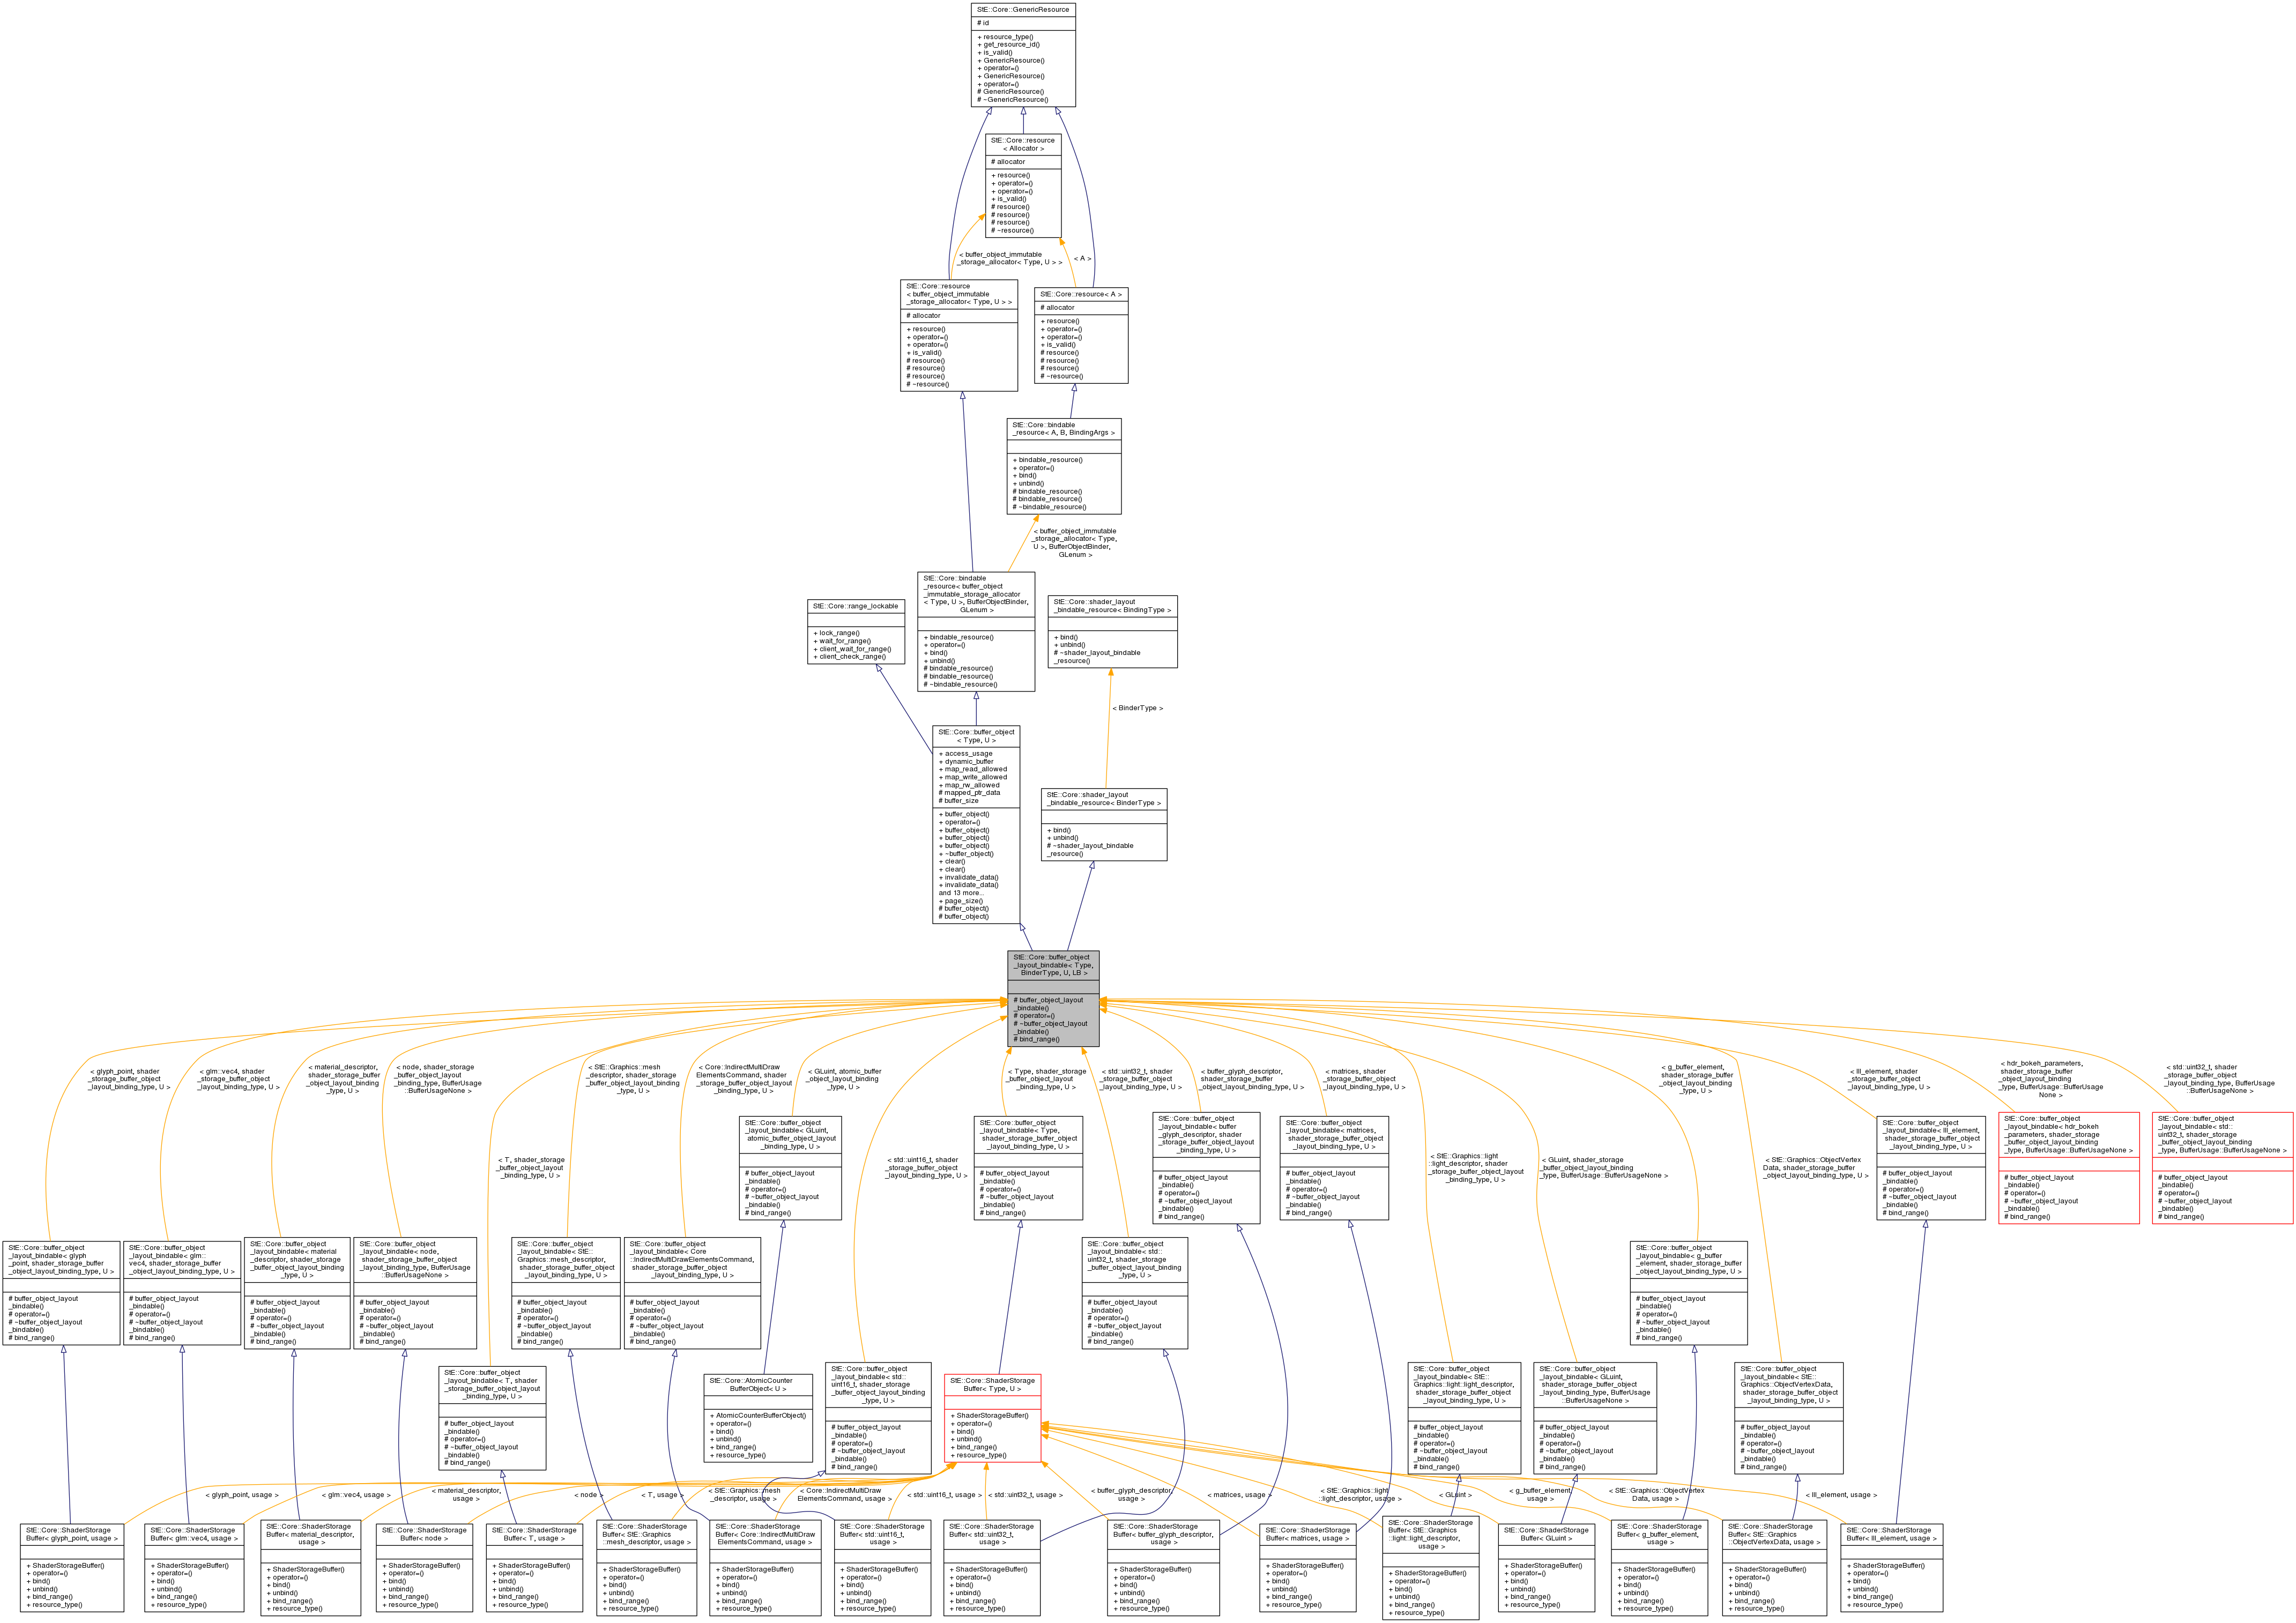 StE::Core::GenericResource
# id
+ resource_type()
+ get_resource_id()
+ is_valid()
+ GenericResource()
+ operator=()
+ GenericResource()
+ operator=()
# GenericResource()
# ~GenericResource()
StE::Core::resource
< Allocator >
# allocator
+ resource()
+ operator=()
+ operator=()
+ is_valid()
# resource()
# resource()
# resource()
# ~resource()
< buffer_object_immutable
_storage_allocator< Type, U > >
< A >
StE::Core::resource
< buffer_object_immutable
_storage_allocator< Type, U > >
# allocator
+ resource()
+ operator=()
+ operator=()
+ is_valid()
# resource()
# resource()
# resource()
# ~resource()
StE::Core::resource< A >
# allocator
+ resource()
+ operator=()
+ operator=()
+ is_valid()
# resource()
# resource()
# resource()
# ~resource()
StE::Core::bindable
_resource< A, B, BindingArgs >
+ bindable_resource()
+ operator=()
+ bind()
+ unbind()
# bindable_resource()
# bindable_resource()
# ~bindable_resource()
< buffer_object_immutable
_storage_allocator< Type,
U >, BufferObjectBinder,
GLenum >
StE::Core::range_lockable
+ lock_range()
+ wait_for_range()
+ client_wait_for_range()
+ client_check_range()
StE::Core::bindable
_resource< buffer_object
_immutable_storage_allocator
< Type, U >, BufferObjectBinder,
GLenum >
+ bindable_resource()
+ operator=()
+ bind()
+ unbind()
# bindable_resource()
# bindable_resource()
# ~bindable_resource()
StE::Core::shader_layout
_bindable_resource< BindingType >
+ bind()
+ unbind()
# ~shader_layout_bindable
_resource()
< BinderType >
StE::Core::buffer_object
< Type, U >
+ access_usage
+ dynamic_buffer
+ map_read_allowed
+ map_write_allowed
+ map_rw_allowed
# mapped_ptr_data
# buffer_size
+ buffer_object()
+ operator=()
+ buffer_object()
+ buffer_object()
+ buffer_object()
+ ~buffer_object()
+ clear()
+ clear()
+ invalidate_data()
+ invalidate_data()
and 13 more...
+ page_size()
# buffer_object()
# buffer_object()
StE::Core::shader_layout
_bindable_resource< BinderType >
+ bind()
+ unbind()
# ~shader_layout_bindable
_resource()
StE::Core::buffer_object
_layout_bindable< Type,
BinderType, U, LB >
# buffer_object_layout
_bindable()
# operator=()
# ~buffer_object_layout
_bindable()
# bind_range()
< glyph_point, shader
_storage_buffer_object
_layout_binding_type, U >
< glm::vec4, shader
_storage_buffer_object
_layout_binding_type, U >
< material_descriptor,
shader_storage_buffer
_object_layout_binding
_type, U >
< node, shader_storage
_buffer_object_layout
_binding_type, BufferUsage
::BufferUsageNone >
< T, shader_storage
_buffer_object_layout
_binding_type, U >
< StE::Graphics::mesh
_descriptor, shader_storage
_buffer_object_layout_binding
_type, U >
< Core::IndirectMultiDraw
ElementsCommand, shader
_storage_buffer_object_layout
_binding_type, U >
< GLuint, atomic_buffer
_object_layout_binding
_type, U >
< std::uint16_t, shader
_storage_buffer_object
_layout_binding_type, U >
< Type, shader_storage
_buffer_object_layout
_binding_type, U >
< std::uint32_t, shader
_storage_buffer_object
_layout_binding_type, U >
< buffer_glyph_descriptor,
shader_storage_buffer
_object_layout_binding_type, U >
< matrices, shader
_storage_buffer_object
_layout_binding_type, U >
< StE::Graphics::light
::light_descriptor, shader
_storage_buffer_object_layout
_binding_type, U >
< GLuint, shader_storage
_buffer_object_layout_binding
_type, BufferUsage::BufferUsageNone >
< g_buffer_element,
shader_storage_buffer
_object_layout_binding
_type, U >
< StE::Graphics::ObjectVertex
Data, shader_storage_buffer
_object_layout_binding_type, U >
< lll_element, shader
_storage_buffer_object
_layout_binding_type, U >
< hdr_bokeh_parameters,
shader_storage_buffer
_object_layout_binding
_type, BufferUsage::BufferUsage
None >
< std::uint32_t, shader
_storage_buffer_object
_layout_binding_type, BufferUsage
::BufferUsageNone >
StE::Core::buffer_object
_layout_bindable< glyph
_point, shader_storage_buffer
_object_layout_binding_type, U >
# buffer_object_layout
_bindable()
# operator=()
# ~buffer_object_layout
_bindable()
# bind_range()
StE::Core::buffer_object
_layout_bindable< glm::
vec4, shader_storage_buffer
_object_layout_binding_type, U >
# buffer_object_layout
_bindable()
# operator=()
# ~buffer_object_layout
_bindable()
# bind_range()
StE::Core::buffer_object
_layout_bindable< material
_descriptor, shader_storage
_buffer_object_layout_binding
_type, U >
# buffer_object_layout
_bindable()
# operator=()
# ~buffer_object_layout
_bindable()
# bind_range()
StE::Core::buffer_object
_layout_bindable< node,
shader_storage_buffer_object
_layout_binding_type, BufferUsage
::BufferUsageNone >
# buffer_object_layout
_bindable()
# operator=()
# ~buffer_object_layout
_bindable()
# bind_range()
StE::Core::buffer_object
_layout_bindable< T, shader
_storage_buffer_object_layout
_binding_type, U >
# buffer_object_layout
_bindable()
# operator=()
# ~buffer_object_layout
_bindable()
# bind_range()
StE::Core::buffer_object
_layout_bindable< StE::
Graphics::mesh_descriptor,
shader_storage_buffer_object
_layout_binding_type, U >
# buffer_object_layout
_bindable()
# operator=()
# ~buffer_object_layout
_bindable()
# bind_range()
StE::Core::buffer_object
_layout_bindable< Core
::IndirectMultiDrawElementsCommand,
shader_storage_buffer_object
_layout_binding_type, U >
# buffer_object_layout
_bindable()
# operator=()
# ~buffer_object_layout
_bindable()
# bind_range()
StE::Core::buffer_object
_layout_bindable< GLuint,
atomic_buffer_object_layout
_binding_type, U >
# buffer_object_layout
_bindable()
# operator=()
# ~buffer_object_layout
_bindable()
# bind_range()
StE::Core::AtomicCounter
BufferObject< U >
+ AtomicCounterBufferObject()
+ operator=()
+ bind()
+ unbind()
+ bind_range()
+ resource_type()
StE::Core::buffer_object
_layout_bindable< std::
uint16_t, shader_storage
_buffer_object_layout_binding
_type, U >
# buffer_object_layout
_bindable()
# operator=()
# ~buffer_object_layout
_bindable()
# bind_range()
StE::Core::buffer_object
_layout_bindable< Type,
shader_storage_buffer_object
_layout_binding_type, U >
# buffer_object_layout
_bindable()
# operator=()
# ~buffer_object_layout
_bindable()
# bind_range()
StE::Core::ShaderStorage
Buffer< Type, U >
+ ShaderStorageBuffer()
+ operator=()
+ bind()
+ unbind()
+ bind_range()
+ resource_type()
StE::Core::buffer_object
_layout_bindable< std::
uint32_t, shader_storage
_buffer_object_layout_binding
_type, U >
# buffer_object_layout
_bindable()
# operator=()
# ~buffer_object_layout
_bindable()
# bind_range()
StE::Core::buffer_object
_layout_bindable< buffer
_glyph_descriptor, shader
_storage_buffer_object_layout
_binding_type, U >
# buffer_object_layout
_bindable()
# operator=()
# ~buffer_object_layout
_bindable()
# bind_range()
StE::Core::buffer_object
_layout_bindable< matrices,
shader_storage_buffer_object
_layout_binding_type, U >
# buffer_object_layout
_bindable()
# operator=()
# ~buffer_object_layout
_bindable()
# bind_range()
StE::Core::buffer_object
_layout_bindable< StE::
Graphics::light::light_descriptor,
shader_storage_buffer_object
_layout_binding_type, U >
# buffer_object_layout
_bindable()
# operator=()
# ~buffer_object_layout
_bindable()
# bind_range()
StE::Core::buffer_object
_layout_bindable< GLuint,
shader_storage_buffer_object
_layout_binding_type, BufferUsage
::BufferUsageNone >
# buffer_object_layout
_bindable()
# operator=()
# ~buffer_object_layout
_bindable()
# bind_range()
StE::Core::buffer_object
_layout_bindable< g_buffer
_element, shader_storage_buffer
_object_layout_binding_type, U >
# buffer_object_layout
_bindable()
# operator=()
# ~buffer_object_layout
_bindable()
# bind_range()
StE::Core::buffer_object
_layout_bindable< StE::
Graphics::ObjectVertexData,
shader_storage_buffer_object
_layout_binding_type, U >
# buffer_object_layout
_bindable()
# operator=()
# ~buffer_object_layout
_bindable()
# bind_range()
StE::Core::buffer_object
_layout_bindable< lll_element,
shader_storage_buffer_object
_layout_binding_type, U >
# buffer_object_layout
_bindable()
# operator=()
# ~buffer_object_layout
_bindable()
# bind_range()
StE::Core::buffer_object
_layout_bindable< hdr_bokeh
_parameters, shader_storage
_buffer_object_layout_binding
_type, BufferUsage::BufferUsageNone >
# buffer_object_layout
_bindable()
# operator=()
# ~buffer_object_layout
_bindable()
# bind_range()
StE::Core::buffer_object
_layout_bindable< std::
uint32_t, shader_storage
_buffer_object_layout_binding
_type, BufferUsage::BufferUsageNone >
# buffer_object_layout
_bindable()
# operator=()
# ~buffer_object_layout
_bindable()
# bind_range()
< glyph_point, usage >
< glm::vec4, usage >
< material_descriptor,
usage >
< node >
< T, usage >
< StE::Graphics::mesh
_descriptor, usage >
< Core::IndirectMultiDraw
ElementsCommand, usage >
< std::uint16_t, usage >
< std::uint32_t, usage >
< buffer_glyph_descriptor,
usage >
< matrices, usage >
< StE::Graphics::light
::light_descriptor, usage >
< GLuint >
< g_buffer_element,
usage >
< StE::Graphics::ObjectVertex
Data, usage >
< lll_element, usage >
StE::Core::ShaderStorage
Buffer< glyph_point, usage >
+ ShaderStorageBuffer()
+ operator=()
+ bind()
+ unbind()
+ bind_range()
+ resource_type()
StE::Core::ShaderStorage
Buffer< glm::vec4, usage >
+ ShaderStorageBuffer()
+ operator=()
+ bind()
+ unbind()
+ bind_range()
+ resource_type()
StE::Core::ShaderStorage
Buffer< material_descriptor,
usage >
+ ShaderStorageBuffer()
+ operator=()
+ bind()
+ unbind()
+ bind_range()
+ resource_type()
StE::Core::ShaderStorage
Buffer< node >
+ ShaderStorageBuffer()
+ operator=()
+ bind()
+ unbind()
+ bind_range()
+ resource_type()
StE::Core::ShaderStorage
Buffer< T, usage >
+ ShaderStorageBuffer()
+ operator=()
+ bind()
+ unbind()
+ bind_range()
+ resource_type()
StE::Core::ShaderStorage
Buffer< StE::Graphics
::mesh_descriptor, usage >
+ ShaderStorageBuffer()
+ operator=()
+ bind()
+ unbind()
+ bind_range()
+ resource_type()
StE::Core::ShaderStorage
Buffer< Core::IndirectMultiDraw
ElementsCommand, usage >
+ ShaderStorageBuffer()
+ operator=()
+ bind()
+ unbind()
+ bind_range()
+ resource_type()
StE::Core::ShaderStorage
Buffer< std::uint16_t,
usage >
+ ShaderStorageBuffer()
+ operator=()
+ bind()
+ unbind()
+ bind_range()
+ resource_type()
StE::Core::ShaderStorage
Buffer< std::uint32_t,
usage >
+ ShaderStorageBuffer()
+ operator=()
+ bind()
+ unbind()
+ bind_range()
+ resource_type()
StE::Core::ShaderStorage
Buffer< buffer_glyph_descriptor,
usage >
+ ShaderStorageBuffer()
+ operator=()
+ bind()
+ unbind()
+ bind_range()
+ resource_type()
StE::Core::ShaderStorage
Buffer< matrices, usage >
+ ShaderStorageBuffer()
+ operator=()
+ bind()
+ unbind()
+ bind_range()
+ resource_type()
StE::Core::ShaderStorage
Buffer< StE::Graphics
::light::light_descriptor,
usage >
+ ShaderStorageBuffer()
+ operator=()
+ bind()
+ unbind()
+ bind_range()
+ resource_type()
StE::Core::ShaderStorage
Buffer< GLuint >
+ ShaderStorageBuffer()
+ operator=()
+ bind()
+ unbind()
+ bind_range()
+ resource_type()
StE::Core::ShaderStorage
Buffer< g_buffer_element,
usage >
+ ShaderStorageBuffer()
+ operator=()
+ bind()
+ unbind()
+ bind_range()
+ resource_type()
StE::Core::ShaderStorage
Buffer< StE::Graphics
::ObjectVertexData, usage >
+ ShaderStorageBuffer()
+ operator=()
+ bind()
+ unbind()
+ bind_range()
+ resource_type()
StE::Core::ShaderStorage
Buffer< lll_element, usage >
+ ShaderStorageBuffer()
+ operator=()
+ bind()
+ unbind()
+ bind_range()
+ resource_type()